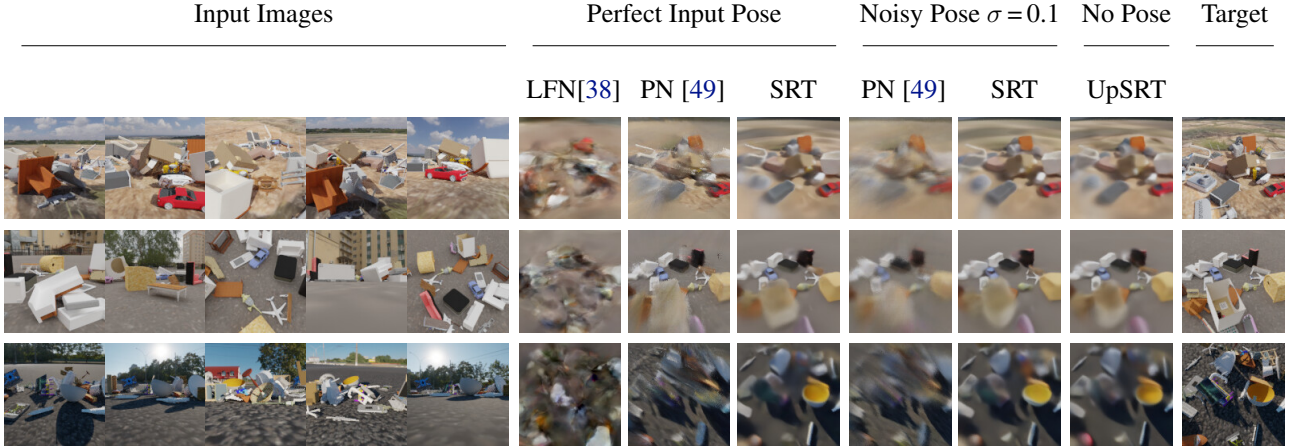 Input Images Perfect Input Pose Noisy Pose σ = 0.1 No Pose Target
LFN[38] PN [49] SRT PN [49] SRT UpSRT